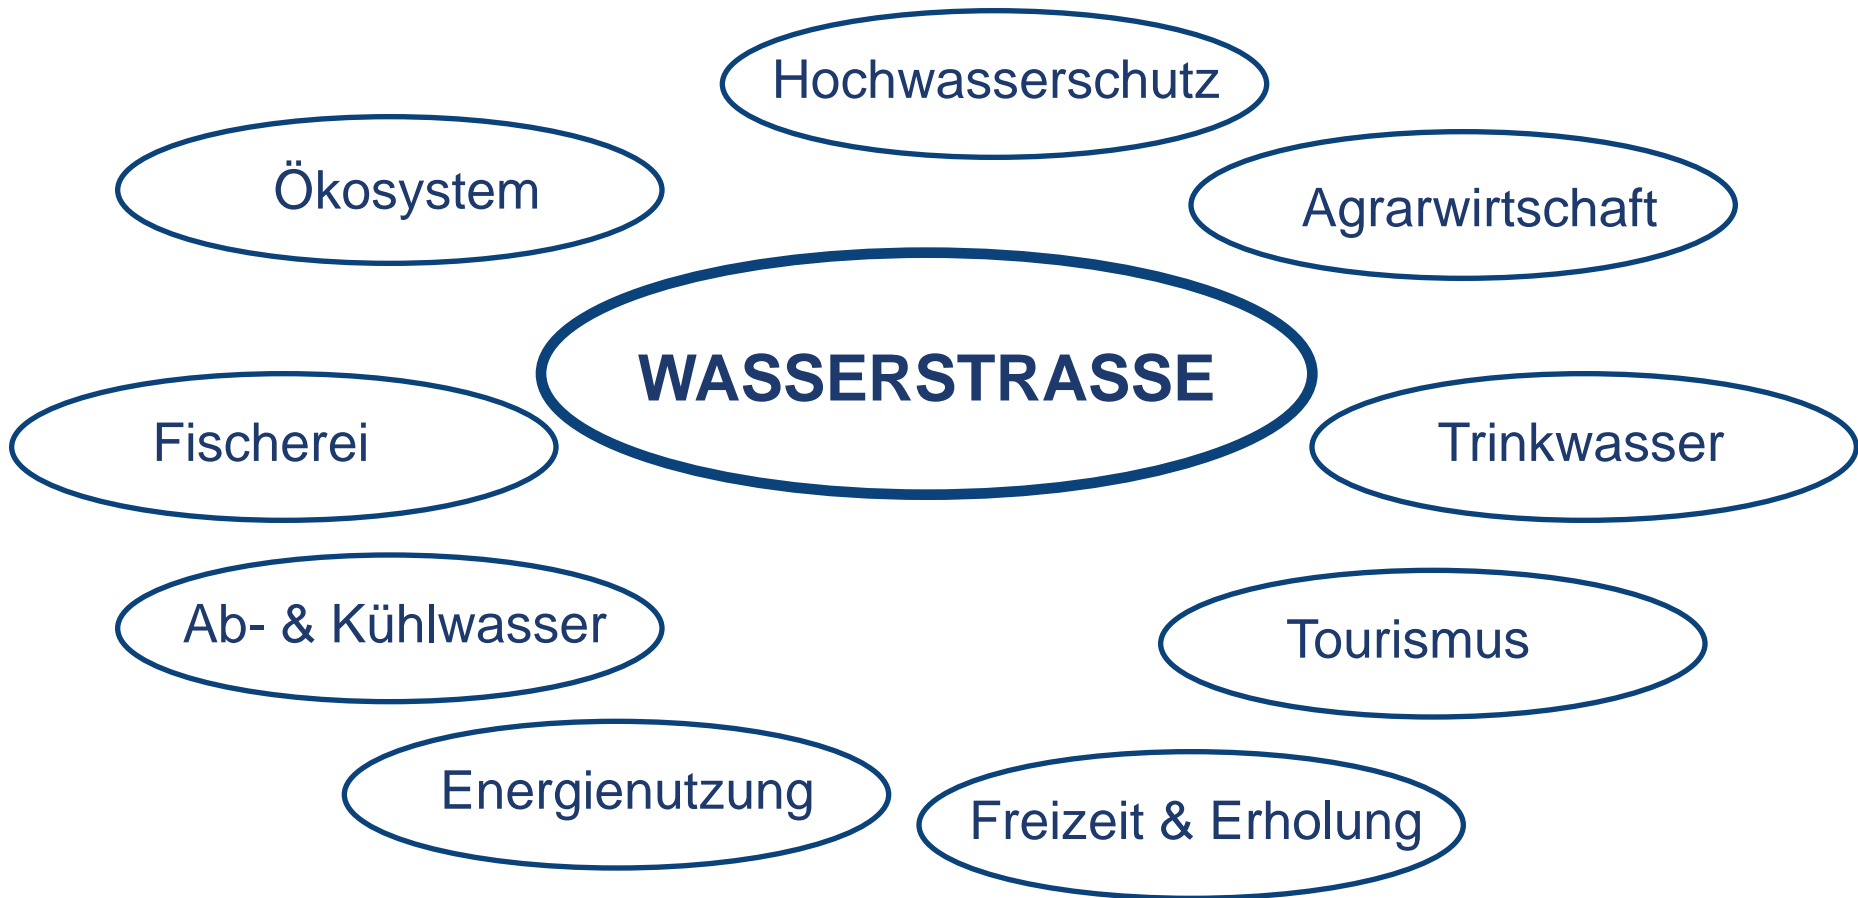 Hochwasserschutz
Ökosystem
Agrarwirtschaft
WASSERSTRASSE
Fischerei
Trinkwasser
Ab- & Kühlwasser
Tourismus
Energienutzung
Freizeit & Erholung